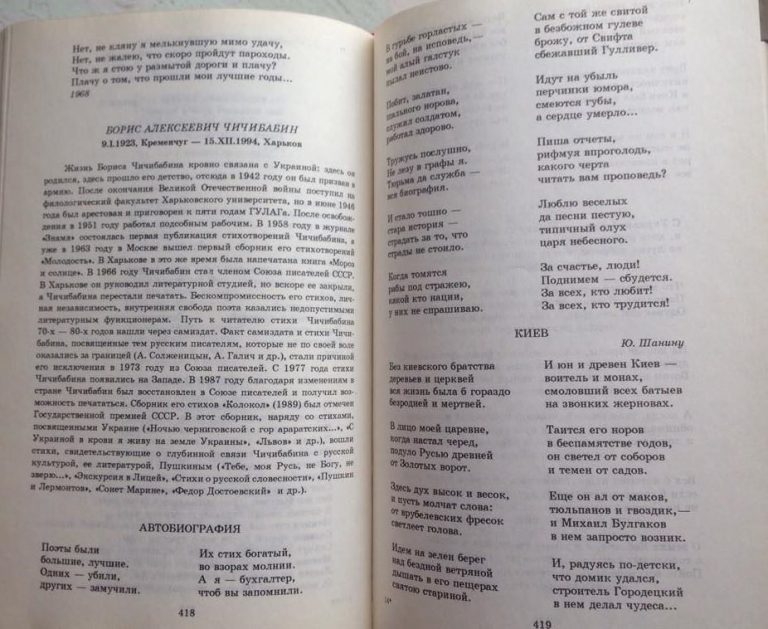 Нет, не кляну я мелькнувшую мимо удачу,
Нет, не жалею, что скоро пройдут пароходы.
Что ж я стою у размытой дороги и плачу?
Плачу о том, что прошли мои лучшие годы...
1968
БОРИС АЛЕКСЕЕВИЧ ЧИЧИБАБИН
9.I.1923, Кременчуг — 15.XII.1994, Харьков
Жизнь Бориса Чичибабина кровно связана с Украиной: здесь он
родился, здесь прошло его детство, отсюда в 1942 году он был призван в
армию. После окончания Великой Отечественной войны поступил на
филологический факультет Харьковского университета, но в июне 1946
года был арестован и приговорен к пяти годам ГУЛАГа. После освобож-
дения в 1951 году работал подсобным рабочим. В 1958 году в журнале
«Знамя» состоялась первая публикация стихотворений Чичибабина, а
уже в 1963 году в Москве вышел первый сборник его стихотворений
«Молодость». В Харькове в это же время была напечатана книга «Мороз
и солнце». В 1966 году Чичибабин стал членом Союза писателей СССР.
В Харькове он руководил литературной студией, но вскоре ее закрыли,
а Чичибабина перестали печатать. Бескомпромиссность его стихов, лич-
ная независимость, внутренняя свобода поэта казались недопустимыми
литературным функционерам. Путь к читателю стихи Чичибабина
70-х — 80-х годов нашли через самиздат. Факт самиздата и стихи Чичи-
бабина, посвященные тем русским писателям, которые не по своей воле
оказались за границей (А. Солженицын, А. Галич и др.), стали причиной
его исключения в 1973 году из Союза писателей. С 1977 года стихи
Чичибабина появились на Западе. В 1987 году благодаря изменениям в
стране Чичибабин был восстановлен в Союзе писателей и получил воз-
можность печататься. Сборник его стихов «Колокол» (1989) был отмечен
Государственной премией СССР. В этот сборник, наряду со стихами,
посвященными Украине («Ночью черниговской с гор араратских...», «С
Украиной в крови я живу на земле Украины», «Львов» и др.), вошли
стихи, свидетельствующие о глубинной связи Чичибабина с русской
культурой, ее литературой, Пушкиным («Тебе, моя Русь, не Богу, не
зверю...», «Экскурсия в Лицей», «Стихи о русской словесности», «Пушкин
и Лермонтов», «Сонет Марине», «Федор Достоевский» и др.).
АВТОБИОГРАФИЯ
Поэты были
большие, лучшие.
Одних — убили,
других — замучили.
Их стих богатый,
во взорах молнии.
А я — бухгалтер,
чтоб вы запомнили.
418
В гурьбе горластых —
на бой, на исповедь, —
мой алый галстук
пылал неистово.
Побит, залатан,
норова,
служил солдатом,
работал здорово.
Тружусь послушно,
Не лезу в графы я.
Тюрьма да служба —
вся биография.
И стало тошно —
стара история —
страдать за то, что
страды не стоило.
Когда томятся
рабы под стражею,
какой кто нации,
у них не спрашиваю.
Сам с той же свитой
в безбожном гулеве
брожу, от Свифта
сбежавший Гулливер.
Идут на убыль
перчинки юмора,
смеются губы,
а сердце умерло...
Пиша отчеты,
рифмуя впроголодь,
какого черта
читать вам проповедь?
Люблю веселых
да песни пестую,
типичный олух
царя небесного.
За счастье, люди!
Поднимем — сбудется.
За всех, кто любит!
За всех, кто трудится!
КИЕВ
Ю. Шанину
Без киевского братства
деревьев и церквей
вся жизнь была б гораздо
безродней и мертвей.
В лицо моей царевне,
когда настал черед,
подуло Русью древней
от Золотых ворот.
Здесь дух высок и весок,
и пусть молчат слова:
от врубелевских фресок
светлеет голова.
Идем на зелен берег
над бездной ветряной
дышать в его пещерах
святою стариной.
И юн и древен Киев —
воитель и монах,
смоловший всех батыев
на звонких жерновах.
Таится его норов
в беспамятстве годов,
он светел от соборов
и темен от садов.
Еще он ал от маков,
тюльпанов и гвоздик,—
и Михаил Булгаков
в нем запросто возник.
И, радуясь по-детски,
что домик удался,
строитель Городецкий
в нем делал чудеса...
419